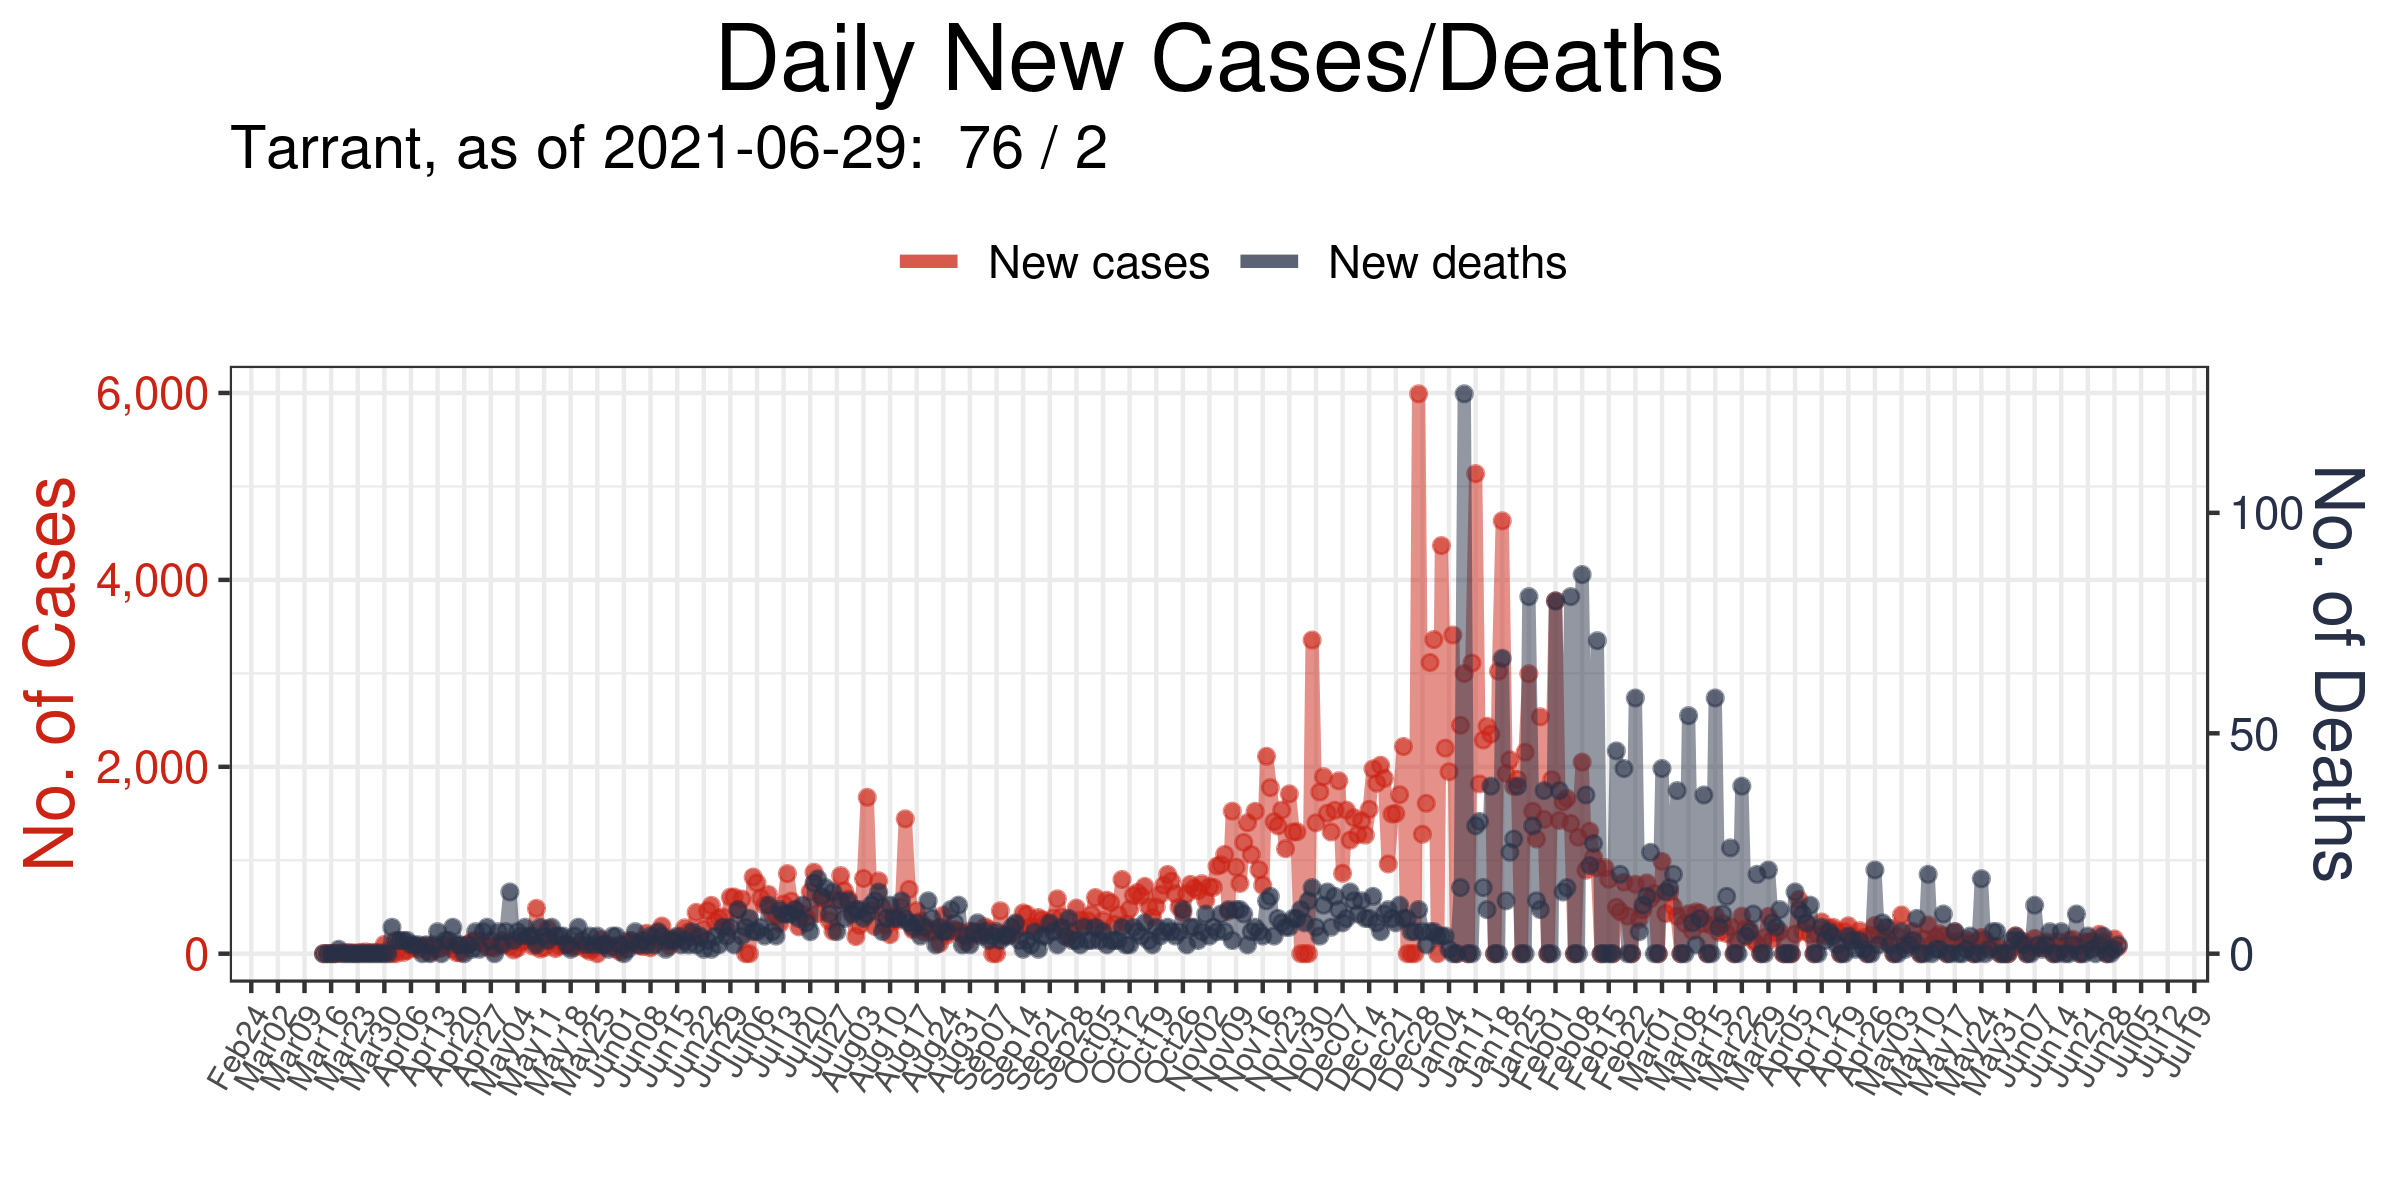 Daily New Cases/Deaths
Tarrant, as of 2021-06-29: 76 / 2
New cases
New deaths
No. of Cases
6,000
4,000
2,000
0
100
50
0
No. of Deaths
Feb24
Mar02
Mar09
Mar16
Mar23
Mar30
Apr06
Apr13
Apr20
Apr27
May04
May11
May18
May25
Jun01
Jun08
Jun15
Jun22
Jun29
Jul06
Jul13
Jul20
Jul27
Aug03
Aug10
Aug17
Aug24
Aug31
Sep07
Sep14
Sep21
Sep28
Oct05
Oct12
Oct19
Oct26
Nov02
Nov09
Nov16
Nov23
Nov30
Dec07
Dec14
Dec21
Dec28
Jan04
Jan11
Jan18
Jan25
Feb01
Feb08
Feb15
Feb22
Mar01
Mar08
Mar15
Mar22
Mar29
Apr05
Apr12
Apr19
Apr26
May03
May10
May17
May24
May31
Jun07
Jun14
Jun21
Jun28
Jul05
Jul12
Jul19